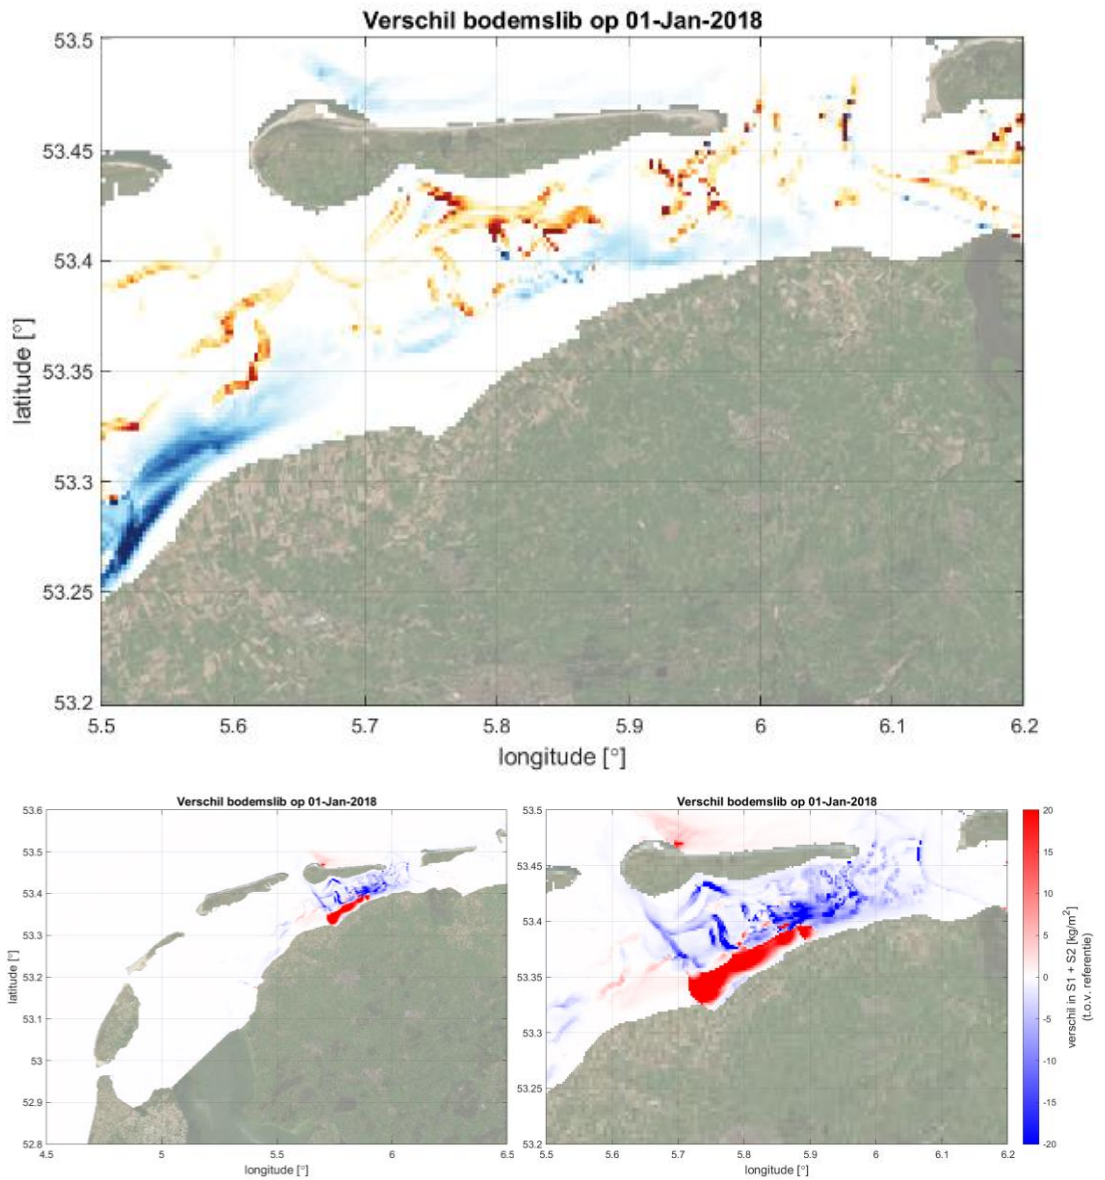 Verschil bodemslib op 01-Jan-2018
53.5
53.45
53.4
53.35
53.3
53.25
53.2
latitude [°]
5.5 5.6 5.7 5.8 5.9 6 6.1 6.2
longitude [°]
Verschil bodemslib op 01-Jan-2018
53.6
53.5
53.4
53.3
53.2
53.1
53
52.9
52.8
latitude [°]
4.5 5 5.5 6 6.5
longitude [°]
Verschil bodemslib op 01-Jan-2018
53.5
53.45
53.4
53.35
53.3
53.25
53.2
5.5 5.6 5.7 5.8 5.9 6 6.1 6.2
longitude [°]
20
15
10
5
0
-5
-10
-15
-20
verschil in S1 + S2 [kg/m²]
(t.o.v. referentie)